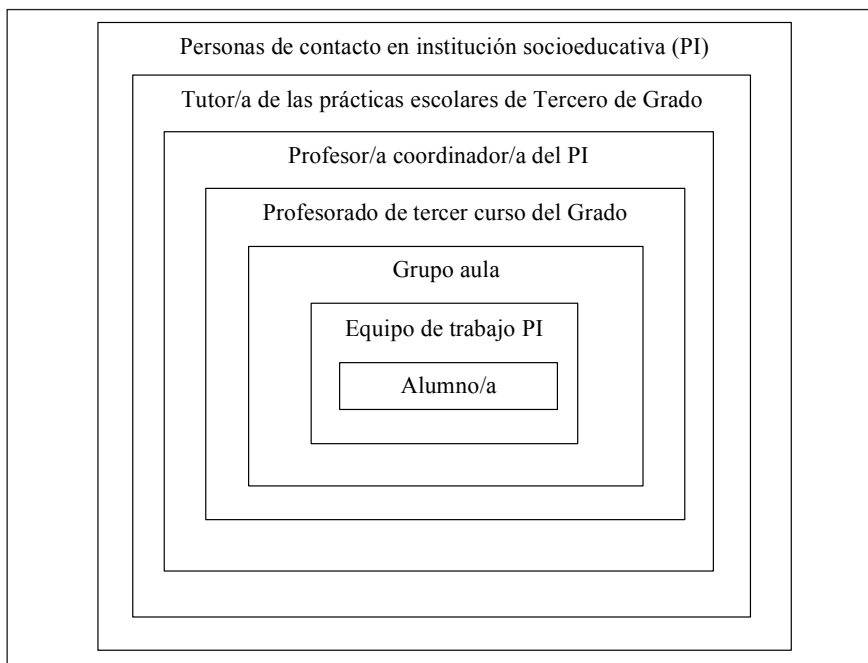 Personas de contacto en institución socioeducativa (PI)
Tutor/a de las prácticas escolares de Tercero de Grado
Profesor/a coordinador/a del PI
Profesorado de tercer curso del Grado
Grupo aula
Equipo de trabajo PI
Alumno/a